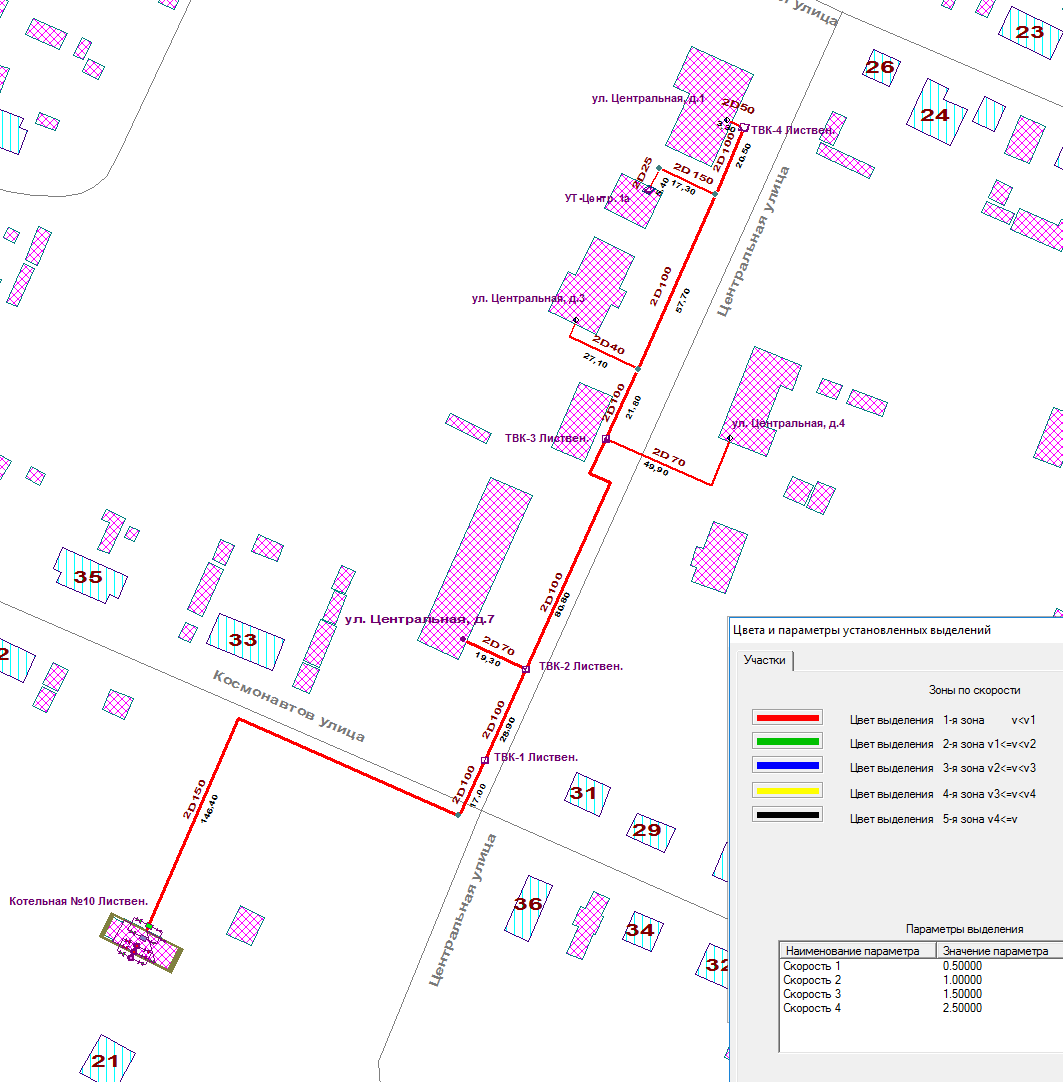 улица
23
26
24
ул. Центральная, д.1
2D50
ТВК-4 Листвен.
2D100
20,50
2D25
2D150
17,30
УТ-Центр. 1а
Центральная улица
ул. Центральная, д.3
2D100
57,70
2D40
27,10
2D100
21,80
ТВК-3 Листвен.
ул. Центральная, д.4
2D70
49,90
35
33
2
2D100
80,80
ул. Центральная, д.7
2D70
19,30
ТВК-2 Листвен.
Космонавтов улица
2D100
28,90
ТВК-1 Листвен.
2D100
17,00
2D150
146,40
31
29
Центральная улица
36
34
32
Котельная №10 Листвен.
21
Цвета и параметры установленных выделений
Участки
Зоны по скорости
Цвет выделения 1-я зона v<v1
Цвет выделения 2-я зона v1<=v<v2
Цвет выделения 3-я зона v2<=v<v3
Цвет выделения 4-я зона v3<=v<v4
Цвет выделения 5-я зона v4<=v
Параметры выделения
Наименование параметра Значение параметра
Скорость 1 0.50000
Скорость 2 1.00000
Скорость 3 1.50000
Скорость 4 2.50000